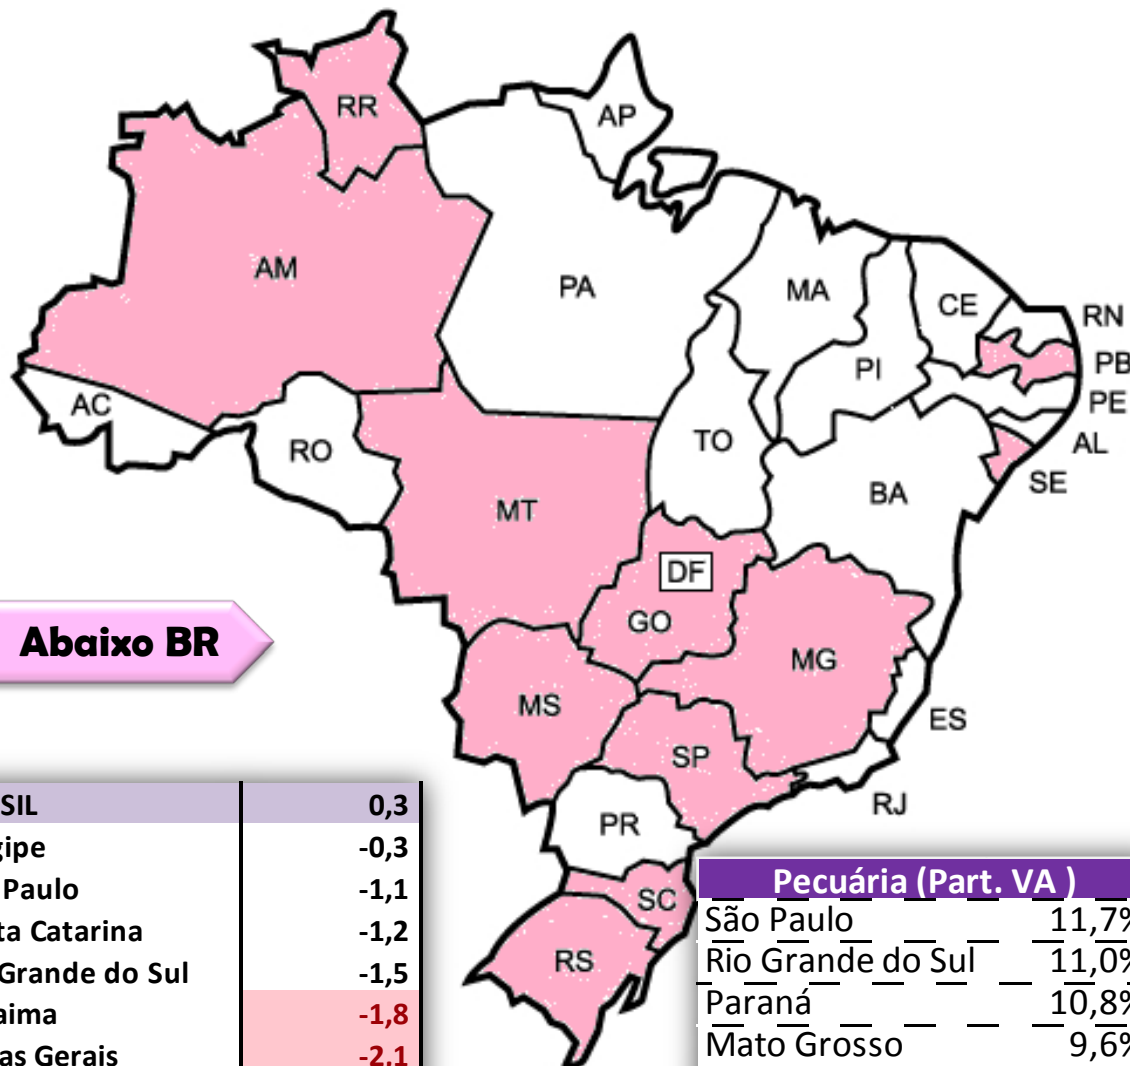 RR
AP
AM
PA
MA
CE
RN
PB
PI
PE
AC
AL
TO
RO
SE
BA
MT
DF
GO
Abaixo BR
MG
MS
ES
SP
RJ
PR
SC
RS
SIL 0,3
gipe -0,3
Paulo -1,1
ta Catarina -1,2
Grande do Sul -1,5
aima -1,8
as Gerais -2,1
Pecuária (Part. VA )
São Paulo 11,7%
Rio Grande do Sul 11,0%
Paraná 10,8%
Mato Grosso 9,6%